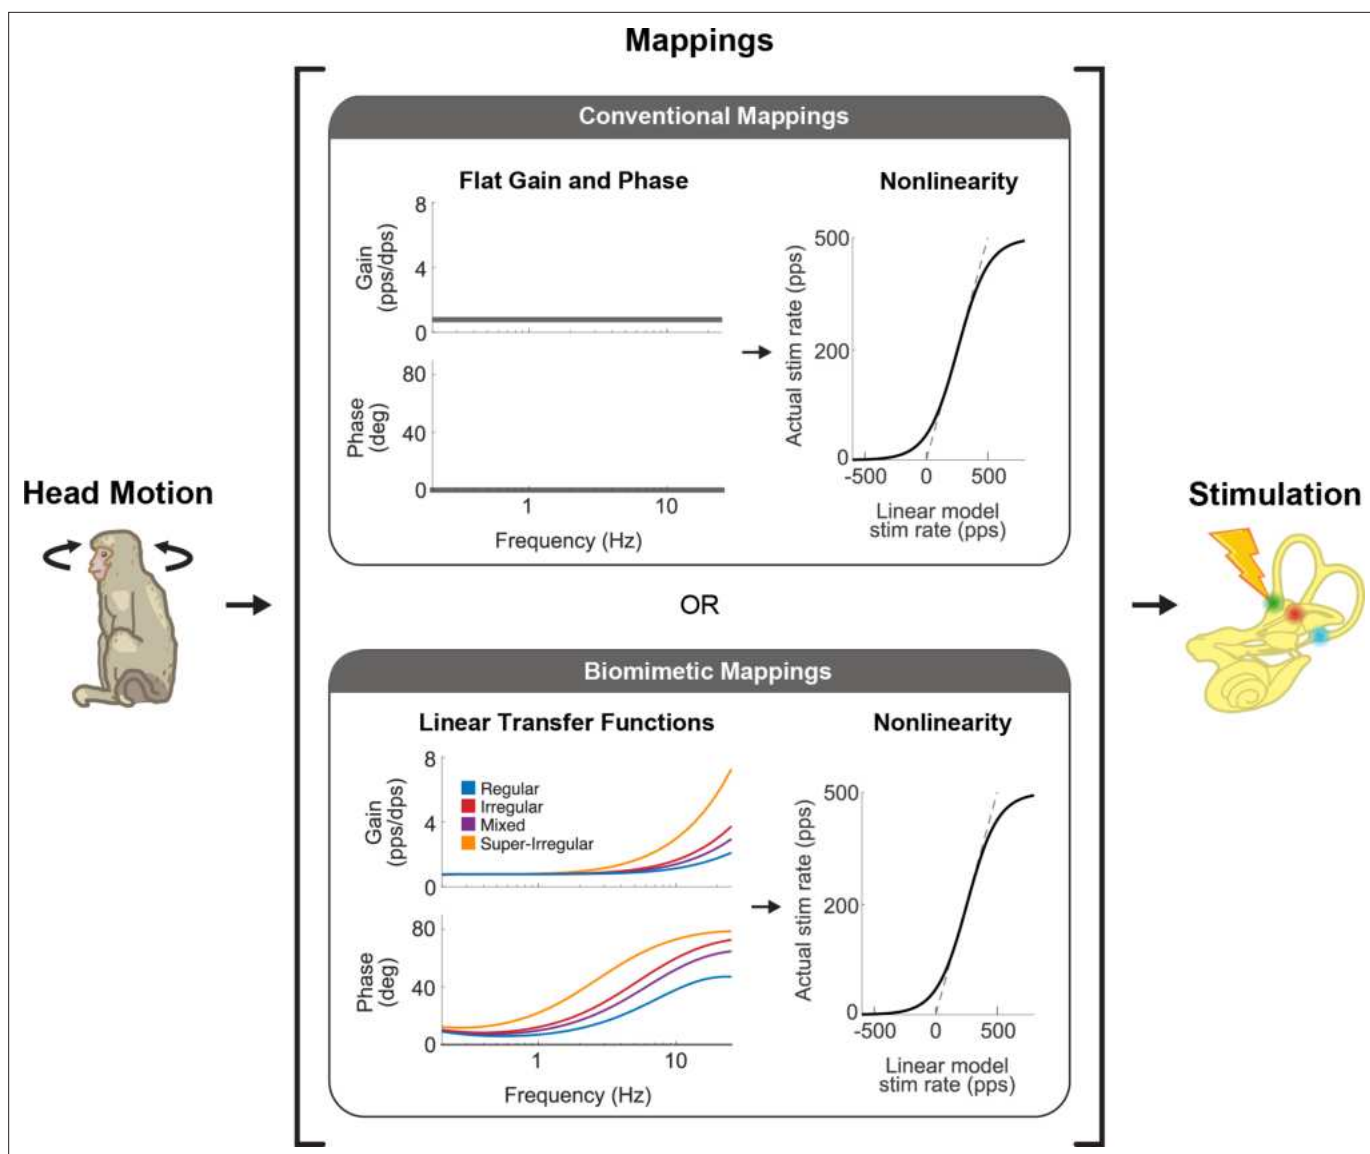 Mappings
Conventional Mappings
Flat Gain and Phase
Nonlinearity
8
4
0
Gain
(pps/dps)
80
40
0
Phase
(deg)
1
10
Frequency (Hz)
500
200
0
Actual stim rate (pps)
-500
0
500
Linear model
stim rate (pps)
Head Motion
Stimulation
OR
Biomimetic Mappings
Linear Transfer Functions
Nonlinearity
8
4
0
Gain
(pps/dps)
Regular
Irregular
Mixed
Super-Irregular
80
40
0
Phase
(deg)
1
10
Frequency (Hz)
500
200
0
Actual stim rate (pps)
-500
0
500
Linear model
stim rate (pps)